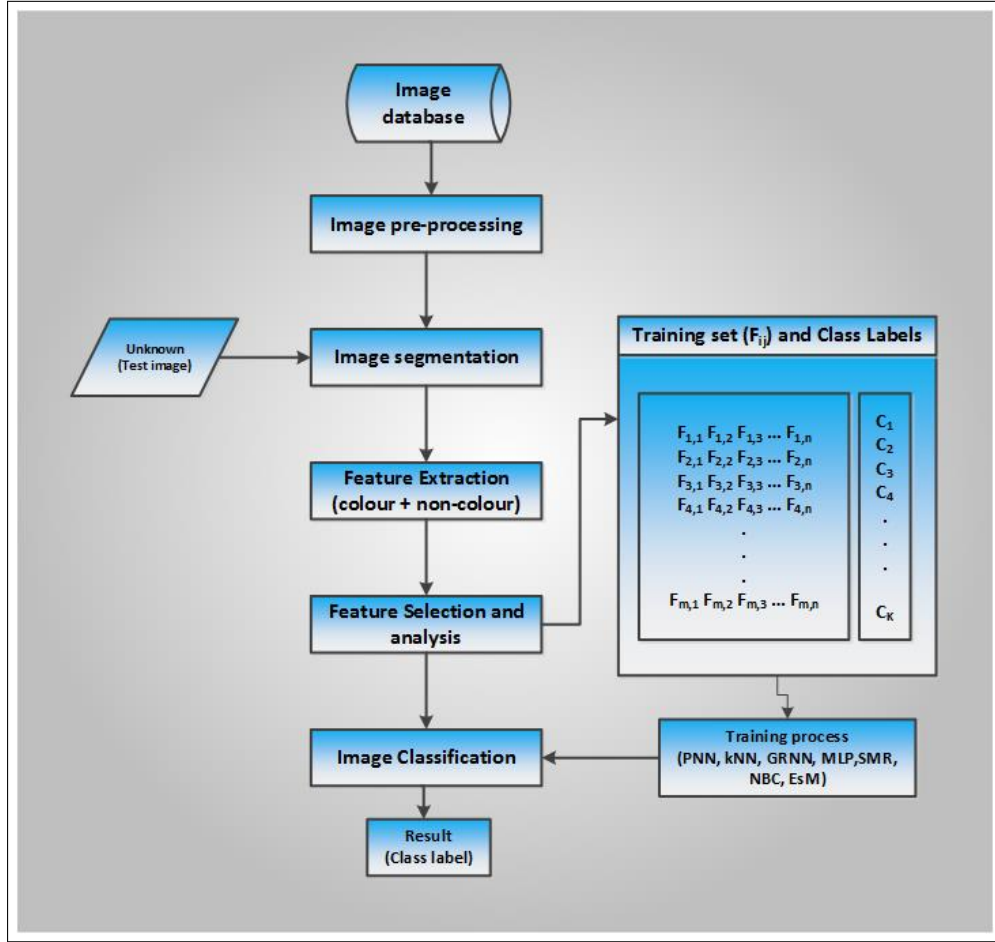 Image
database
Image pre-processing
Unknown
(Test image)
Image segmentation
Feature Extraction
(colour + non-colour)
Feature Selection and
analysis
Training set (Fij) and Class Labels
F1,1 F1,2 F1,3 ... F1,n
F2,1 F2,2 F2,3 ... F2,n
F3,1 F3,2 F3,3 ... F3,n
F4,1 F4,2 F4,3 ... F4,n
.
.
.
Fm,1 Fm,2 Fm,3 ... Fm,n
C1
C2
C3
C4
.
.
.
CK
Training process
(PNN, kNN, GRNN, MLP,SMR,
NBC, EsM)
Image Classification
Result
(Class label)